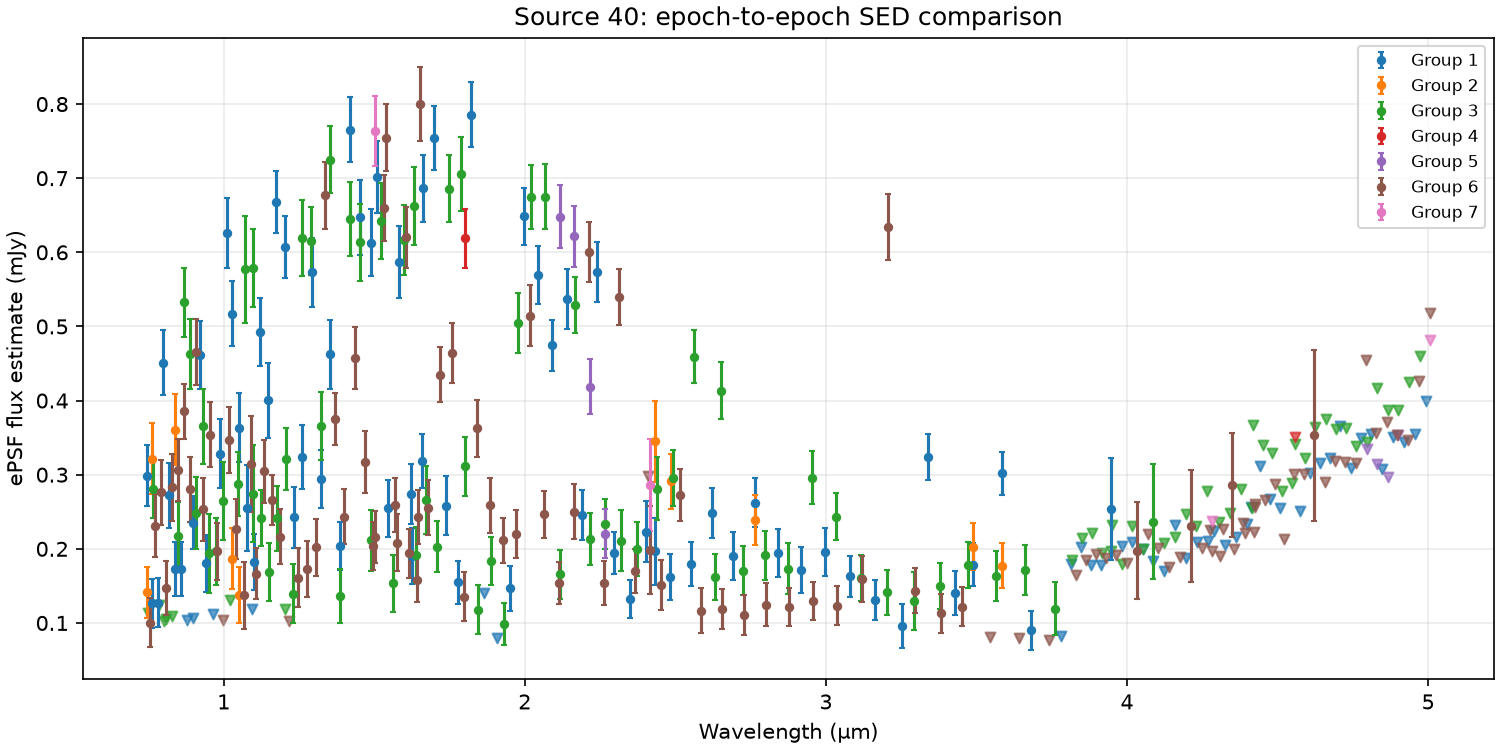 Source 40: epoch-to-epoch SED comparison
ePSF flux estimate (mJy)
0.8
0.7
0.6
0.5
0.4
0.3
0.2
0.1
Group 1
Group 2
Group 3
Group 4
Group 5
Group 6
Group 7
1 2 3 4 5
Wavelength (μm)